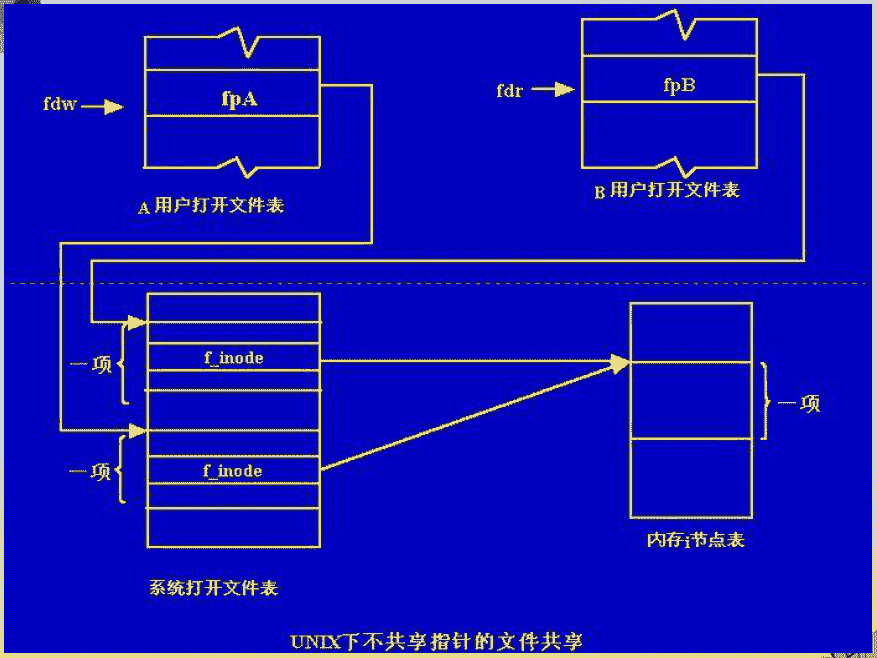 fdw
fpA
fdr
fpB
A 用户打开文件表
B 用户打开文件表
一项
f_inode
一项
一项
f_inode
内存i节点表
系统打开文件表
UNIX下不共享指针的文件共享